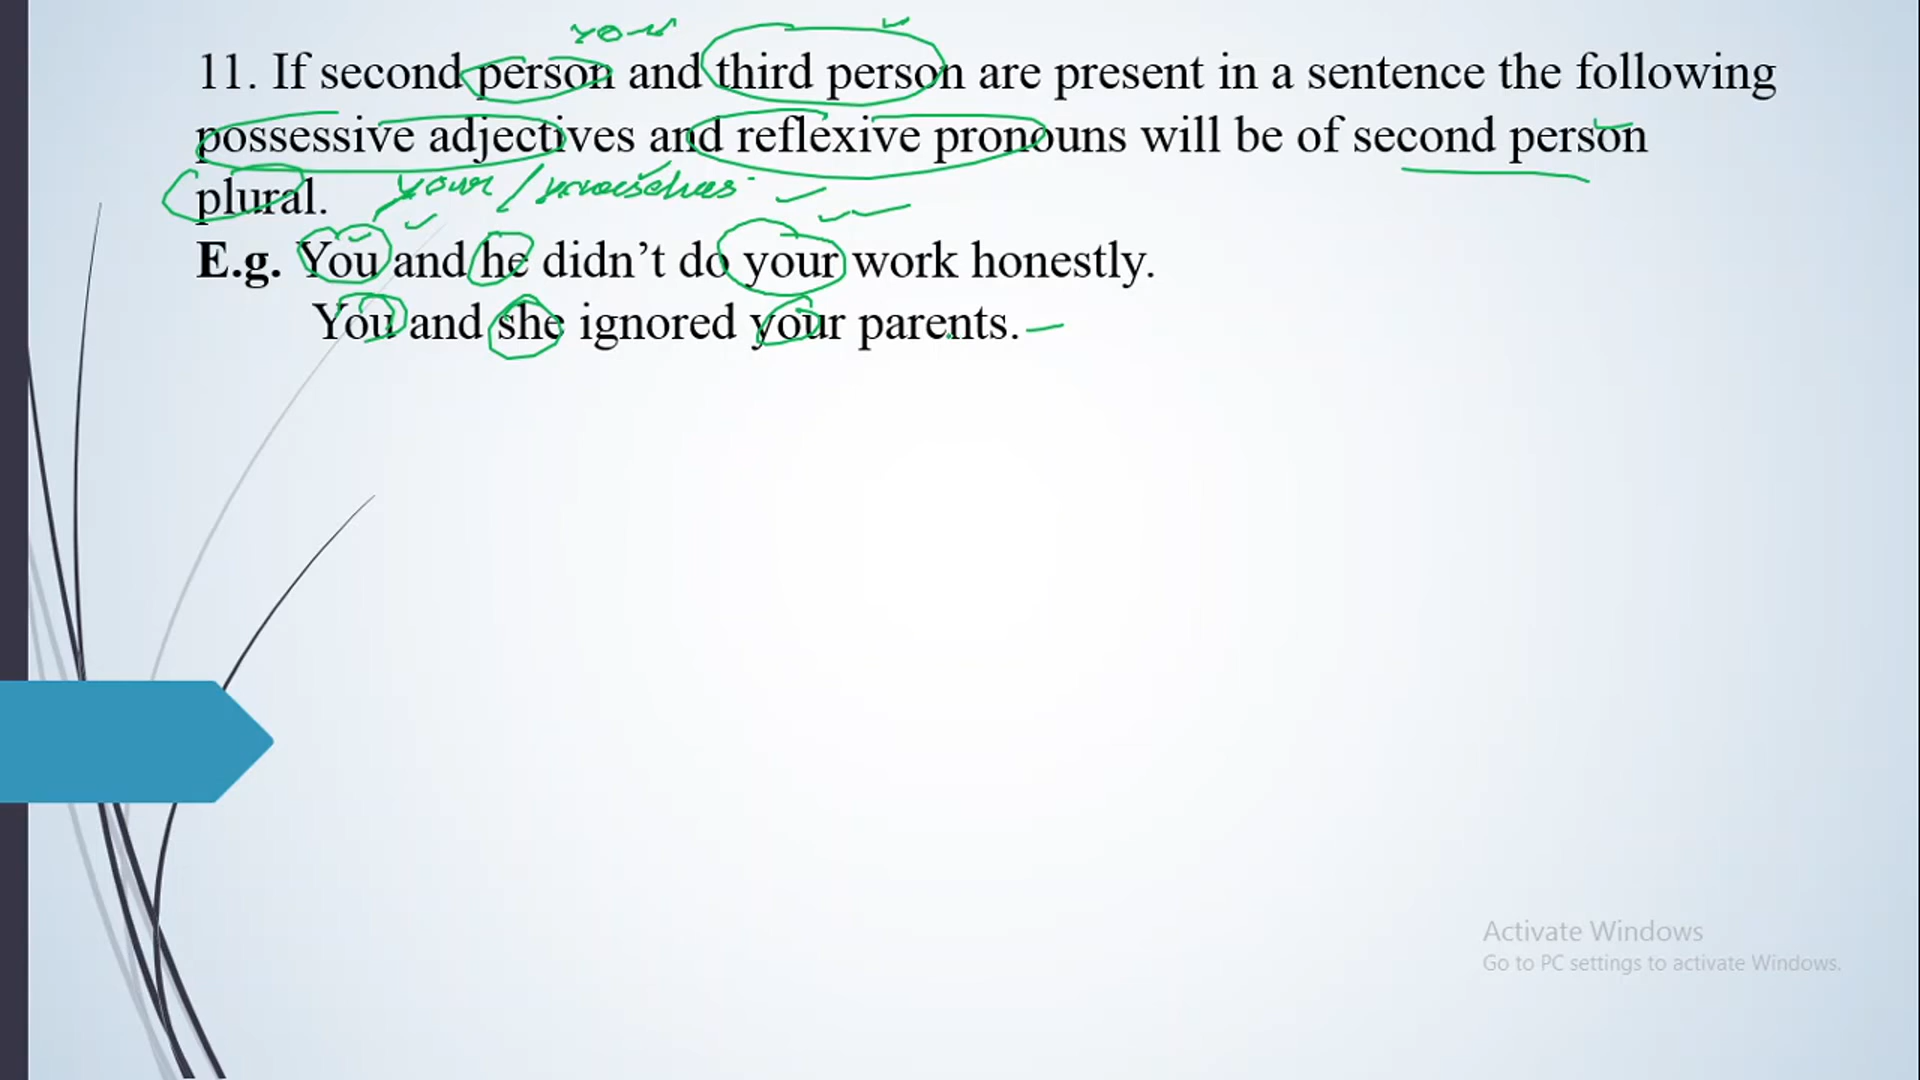 you
11. If second person and third person are present in a sentence the following
possessive adjectives and reflexive pronouns will be of second person
plural. your /
E.g. You and he didn’t do your work honestly.
You and she ignored your parents.
Activate Windows
Go to PC settings to activate Windows.